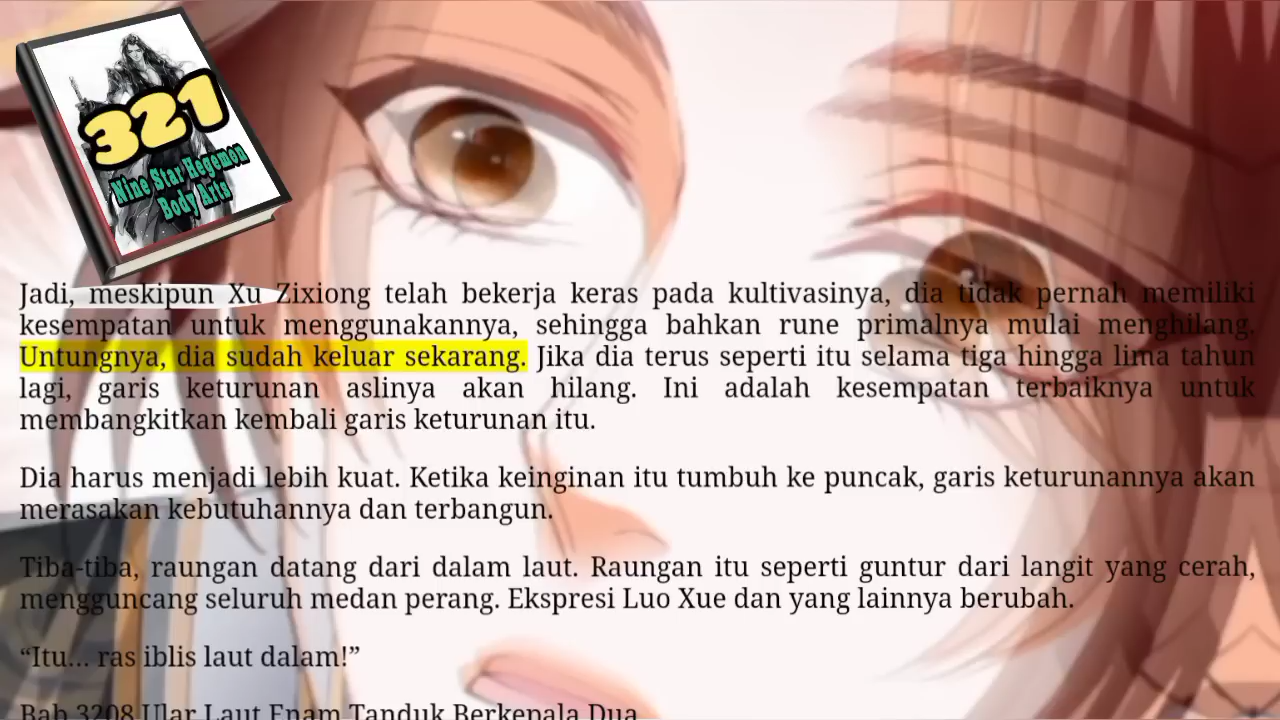 321
Nine Star Hegemon
Body Arts
Jadi, meskipun Xu Zixiong telah bekerja keras pada kultivasinya, dia tidak pernah memiliki
kesempatan untuk menggunakannya, sehingga bahkan rune primalnya mulai menghilang.
Untungnya, dia sudah keluar sekarang. Jika dia terus seperti itu selama tiga hingga lima tahun
lagi, garis keturunan aslinya akan hilang. Ini adalah kesempatan terbaiknya untuk
membangkitkan kembali garis keturunan itu.
Dia harus menjadi lebih kuat. Ketika keinginan itu tumbuh ke puncak, garis keturunannya akan
merasakan kebutuhannya dan terbangun.
Tiba-tiba, raungan datang dari dalam laut. Raungan itu seperti guntur dari langit yang cerah,
mengguncang seluruh medan perang. Ekspresi Luo Xue dan yang lainnya berubah.
“Itu... ras iblis laut dalam!”
Bab 3208 Ular Laut Enam Tanduk Berkepala Dua